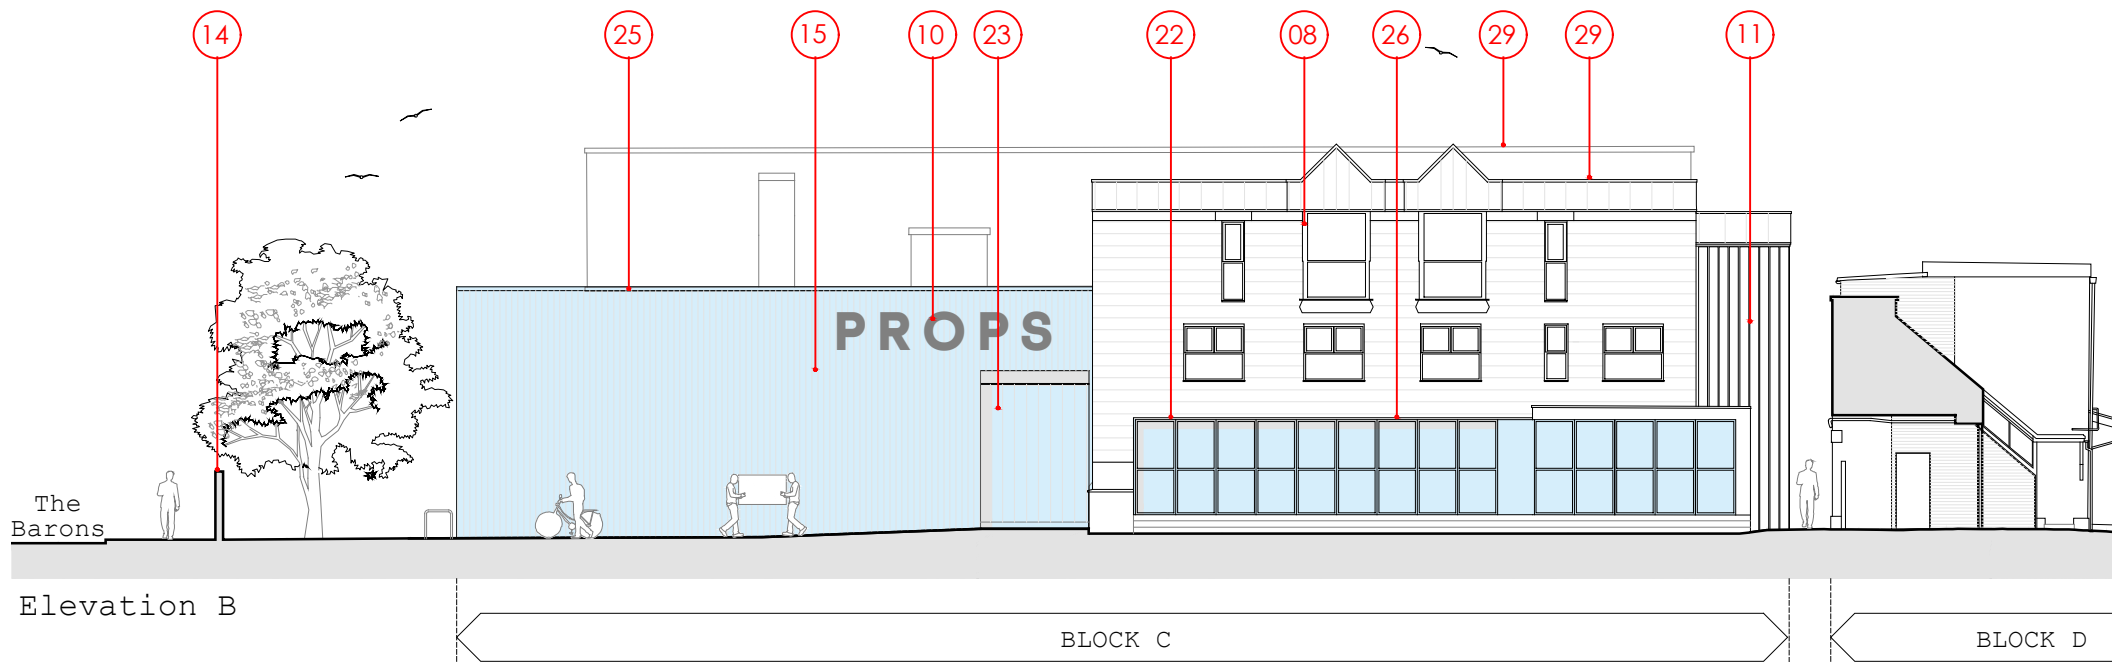 14 25 15 10 23 22 08 26 29 29 11
PROPS
The
Barons
Elevation B
BLOCK C
BLOCK D